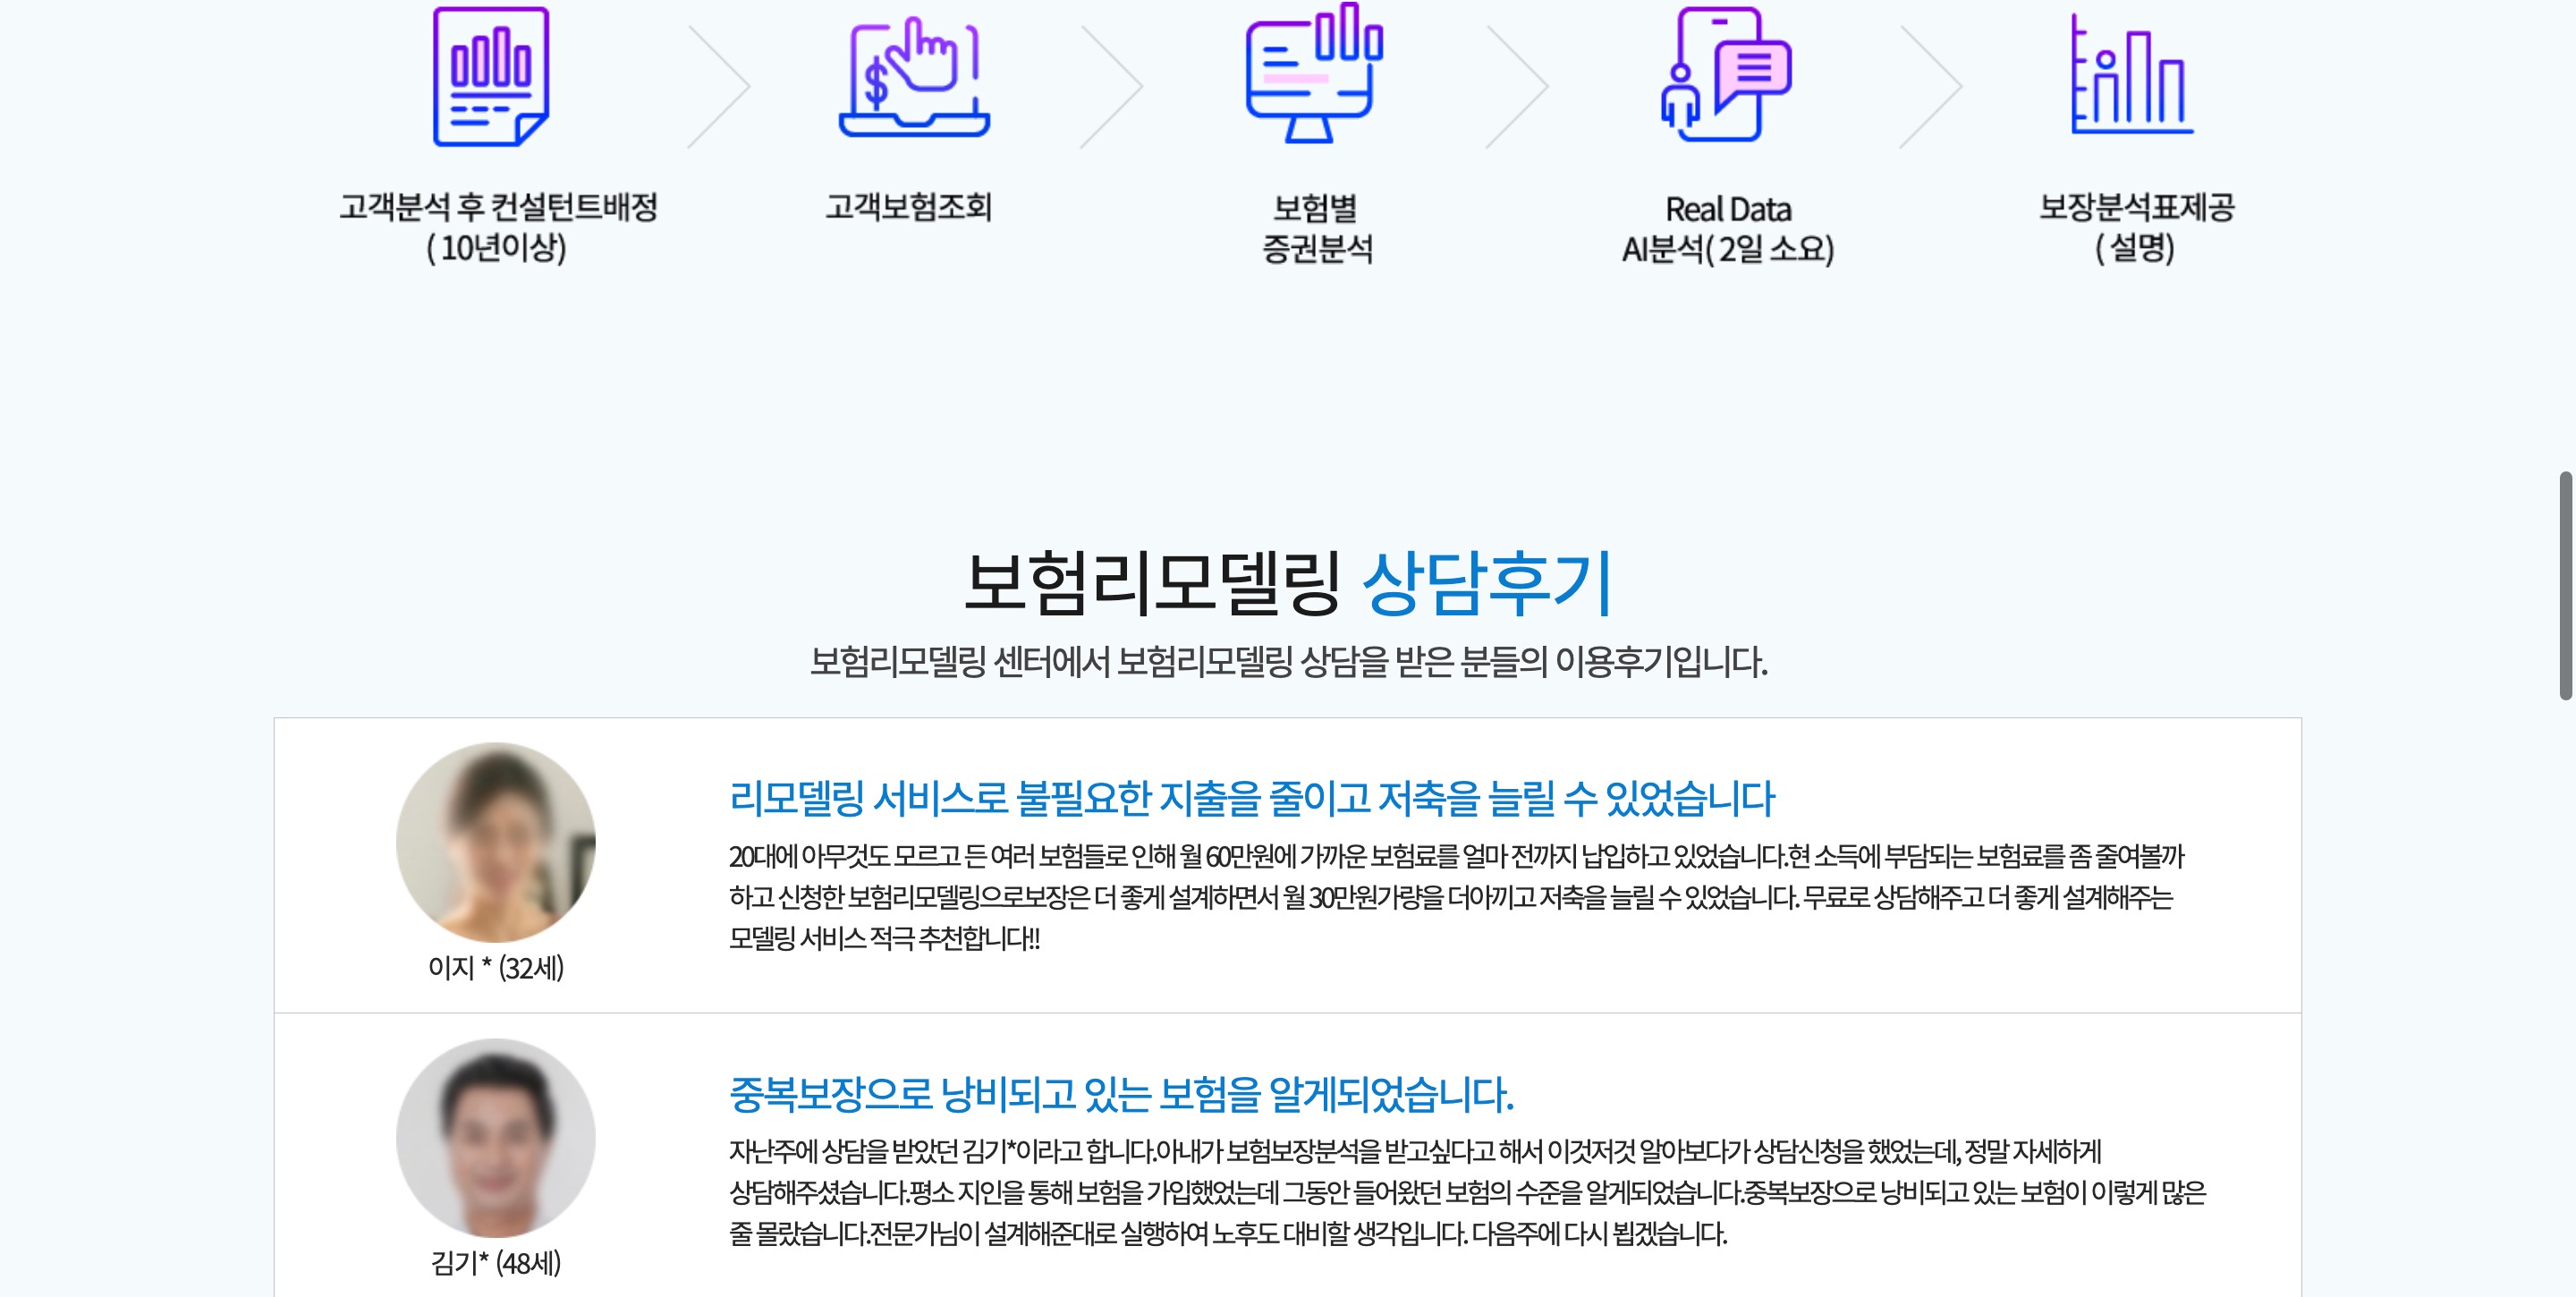 고객분석 후 컨설턴트배정
( 10년이상)
고객보험조회
보험별
증권분석
Real Data
AI분석( 2일 소요)
보장분석표제공
( 설명)
보험리모델링 상담후기
보험리모델링 센터에서 보험리모델링 상담을 받은 분들의 이용후기입니다.
리모델링 서비스로 불필요한 지출을 줄이고 저축을 늘릴 수 있었습니다
20대에 아무것도 모르고 든 여러 보험들로 인해 월 60만원에 가까운 보험료를 얼마 전까지 납입하고 있었습니다.현 소득에 부담되는 보험료를 좀 줄여볼까
하고 신청한 보험리모델링으로보장은 더 좋게 설계하면서 월 30만원가량을 더아끼고 저축을 늘릴 수 있었습니다. 무료로 상담해주고 더 좋게 설계해주는
모델링 서비스 적극 추천합니다!!
이지 * (32세)
중복보장으로 낭비되고 있는 보험을 알게되었습니다.
자난주에 상담을 받았던 김기*이라고 합니다.아내가 보험보장분석을 받고싶다고 해서 이것저것 알아보다가 상담신청을 했었는데, 정말 자세하게
상담해주셨습니다.평소 지인을 통해 보험을 가입했었는데 그동안 들어왔던 보험의 수준을 알게되었습니다.중복보장으로 낭비되고 있는 보험이 이렇게 많은
줄 몰랐습니다.전문가님이 설계해준대로 실행하여 노후도 대비할 생각입니다. 다음주에 다시 뵙겠습니다.
김기* (48세)